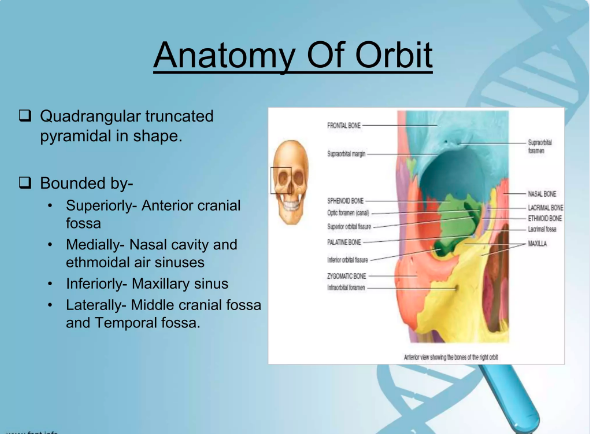 Anatomy Of Orbit
❑ Quadrangular truncated
pyramidal in shape.
❑ Bounded by-
• Superiorly- Anterior cranial
fossa
• Medially- Nasal cavity and
ethmoidal air sinuses
• Inferiorly- Maxillary sinus
• Laterally- Middle cranial fossa
and Temporal fossa.
FRONTAL BONE
Supraorbital margin
SPHENOID BONE
Optic foramen (canal)
Superior orbital fissure
PALATINE BONE
Inferior orbital fissure
ZYGOMATIC BONE
Infraorbital foramen
Supraorbital
foramen
NASAL BONE
LACRIMAL BONE
ETHMOID BONE
Lacrimal fossa
MAXILLA
Anterior view showing the bones of the right orbit